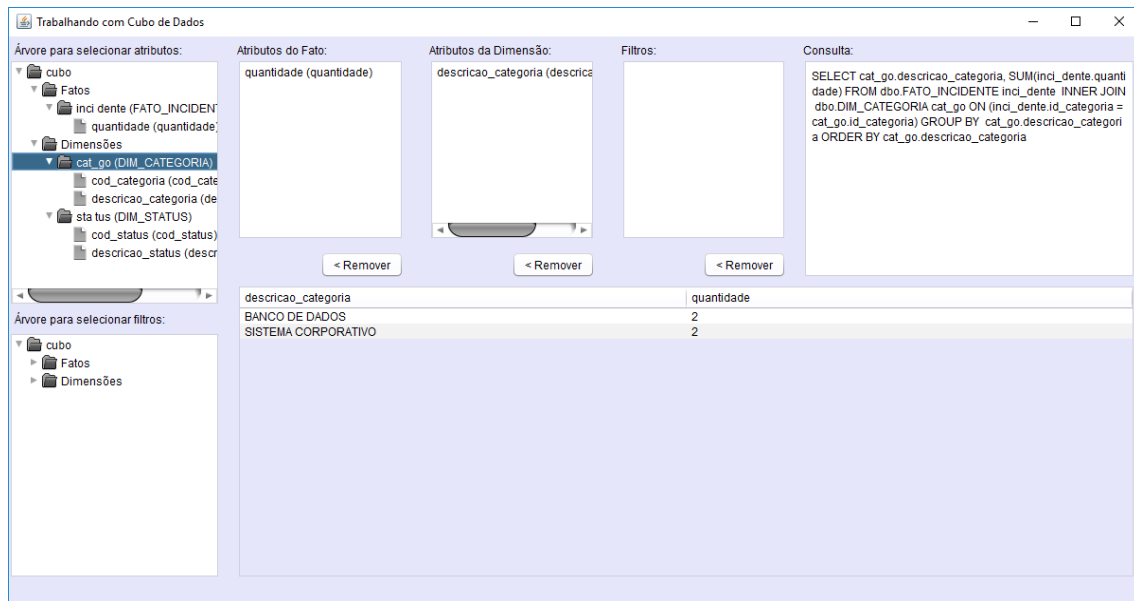 Trabalhando com Cubo de Dados
Árvore para selecionar atributos:
cubo
Fatos
inci dente (FATO_INCIDENT
quantidade (quantidade)
Dimensões
cat_go (DIM_CATEGORIA)
cod_categoria (cod_cate
descricao_categoria (de
sta tus (DIM_STATUS)
cod_status (cod_status)
descricao_status (descr
Atributos do Fato:
quantidade (quantidade)
< Remover
Atributos da Dimensão:
descricao_categoria (descrica
< Remover
Filtros:
< Remover
Consulta:
SELECT cat_go.descricao_categoria, SUM(inci_dente.quanti
dade) FROM dbo.FATO_INCIDENTE inci_dente INNER JOIN
dbo.DIM_CATEGORIA cat_go ON (inci_dente.id_categoria =
cat_go.id_categoria) GROUP BY cat_go.descricao_categori
a ORDER BY cat_go.descricao_categoria
Árvore para selecionar filtros:
cubo
Fatos
Dimensões
descricao_categoria quantidade
BANCO DE DADOS 2
SISTEMA CORPORATIVO 2